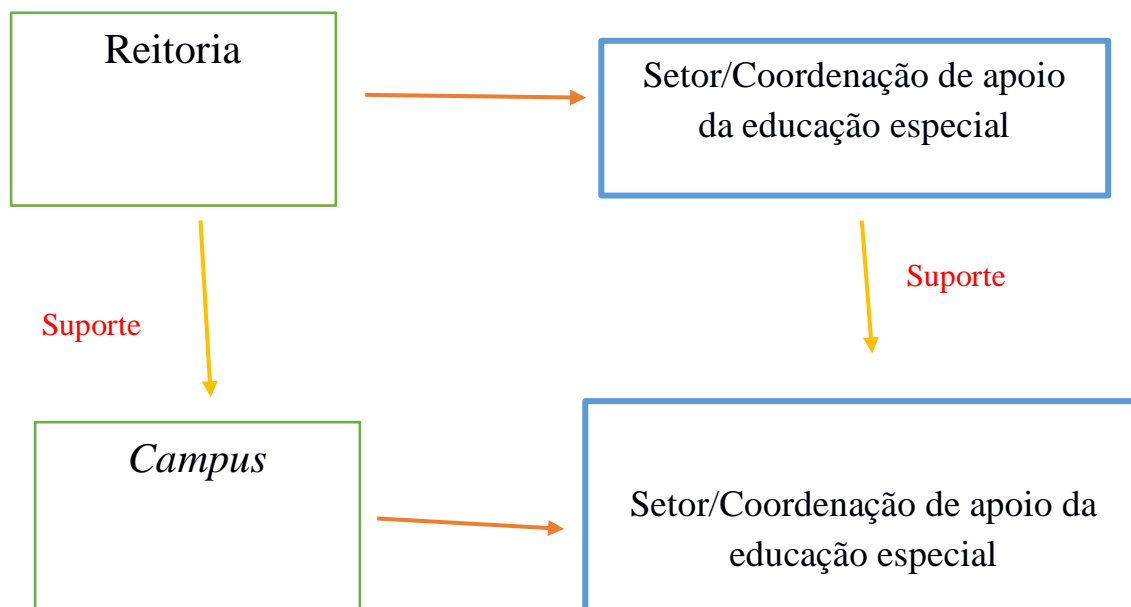 Reitoria
Setor/Coordenação de apoio
da educação especial
Suporte
Suporte
Campus
Setor/Coordenação de apoio da
educação especial